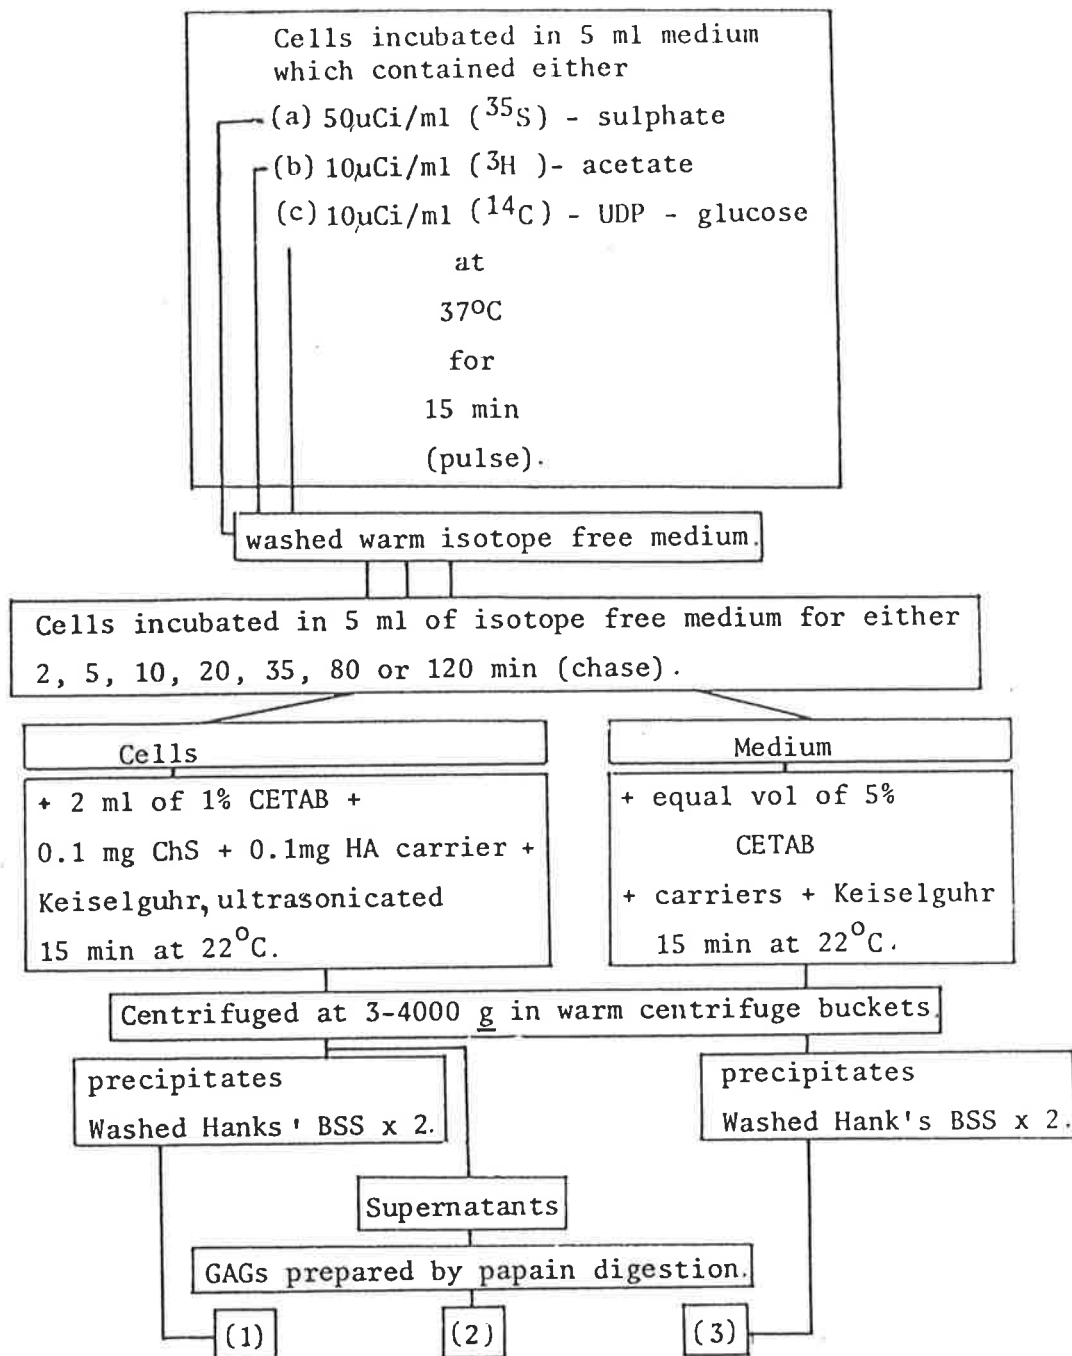 Cells incubated in 5 ml medium
which contained either
(a) 50µCi/ml (³⁵S) - sulphate
(b) 10µCi/ml (³H )- acetate
(c) 10µCi/ml (¹⁴C) - UDP - glucose
at
37ºC
for
15 min
(pulse).
washed warm isotope free medium.
Cells incubated in 5 ml of isotope free medium for either
2, 5, 10, 20, 35, 80 or 120 min (chase).
Cells
+ 2 ml of 1% CETAB +
0.1 mg ChS + 0.1mg HA carrier +
Keiselguhr, ultrasonicated
15 min at 22ºC.
Medium
+ equal vol of 5%
CETAB
+ carriers + Keiselguhr
15 min at 22ºC.
Centrifuged at 3-4000 g in warm centrifuge buckets.
precipitates
Washed Hanks' BSS x 2.
precipitates
Washed Hank's BSS x 2.
Supernatants
GAGs prepared by papain digestion.
(1)
(2)
(3)